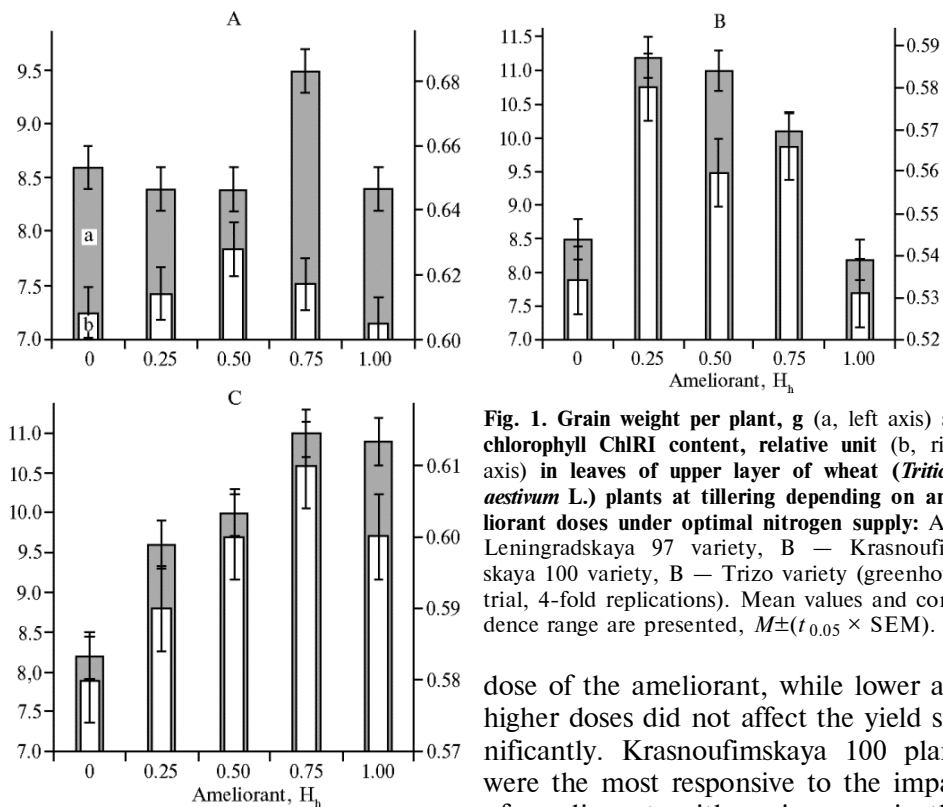 A
9.5
9.0
8.5
8.0
7.5
7.0
a
b
0.68
0.66
0.64
0.62
0.60
0 0.25 0.50 0.75 1.00
B
11.5
11.0
10.5
10.0
9.5
9.0
8.5
8.0
7.5
7.0
0.59
0.58
0.57
0.56
0.55
0.54
0.53
0.52
0 0.25 0.50 0.75 1.00
Ameliorant, Hh
C
11.0
10.5
10.0
9.5
9.0
8.5
8,0
7.5
7.0
0.61
0.60
0.59
0.58
0.57
0 0.25 0.50 0.75 1.00
Ameliorant, Hh
Fig. 1. Grain weight per plant, g (a, left axis)
chlorophyll ChlRI content, relative unit (b,
axis) in leaves of upper layer of wheat
aestivum L.) plants at tillering depending on
liorant doses under optimal nitrogen supply:
Leningradskaya 97 variety, B —
skaya 100 variety, B — Trizo variety
trial, 4-fold replications). Mean values and
dence range are presented, M±(t0.05 × SEM).
dose of the ameliorant, while lower
higher doses did not affect the yield
nificantly. Krasnoufimskaya 100
were the most responsive to the